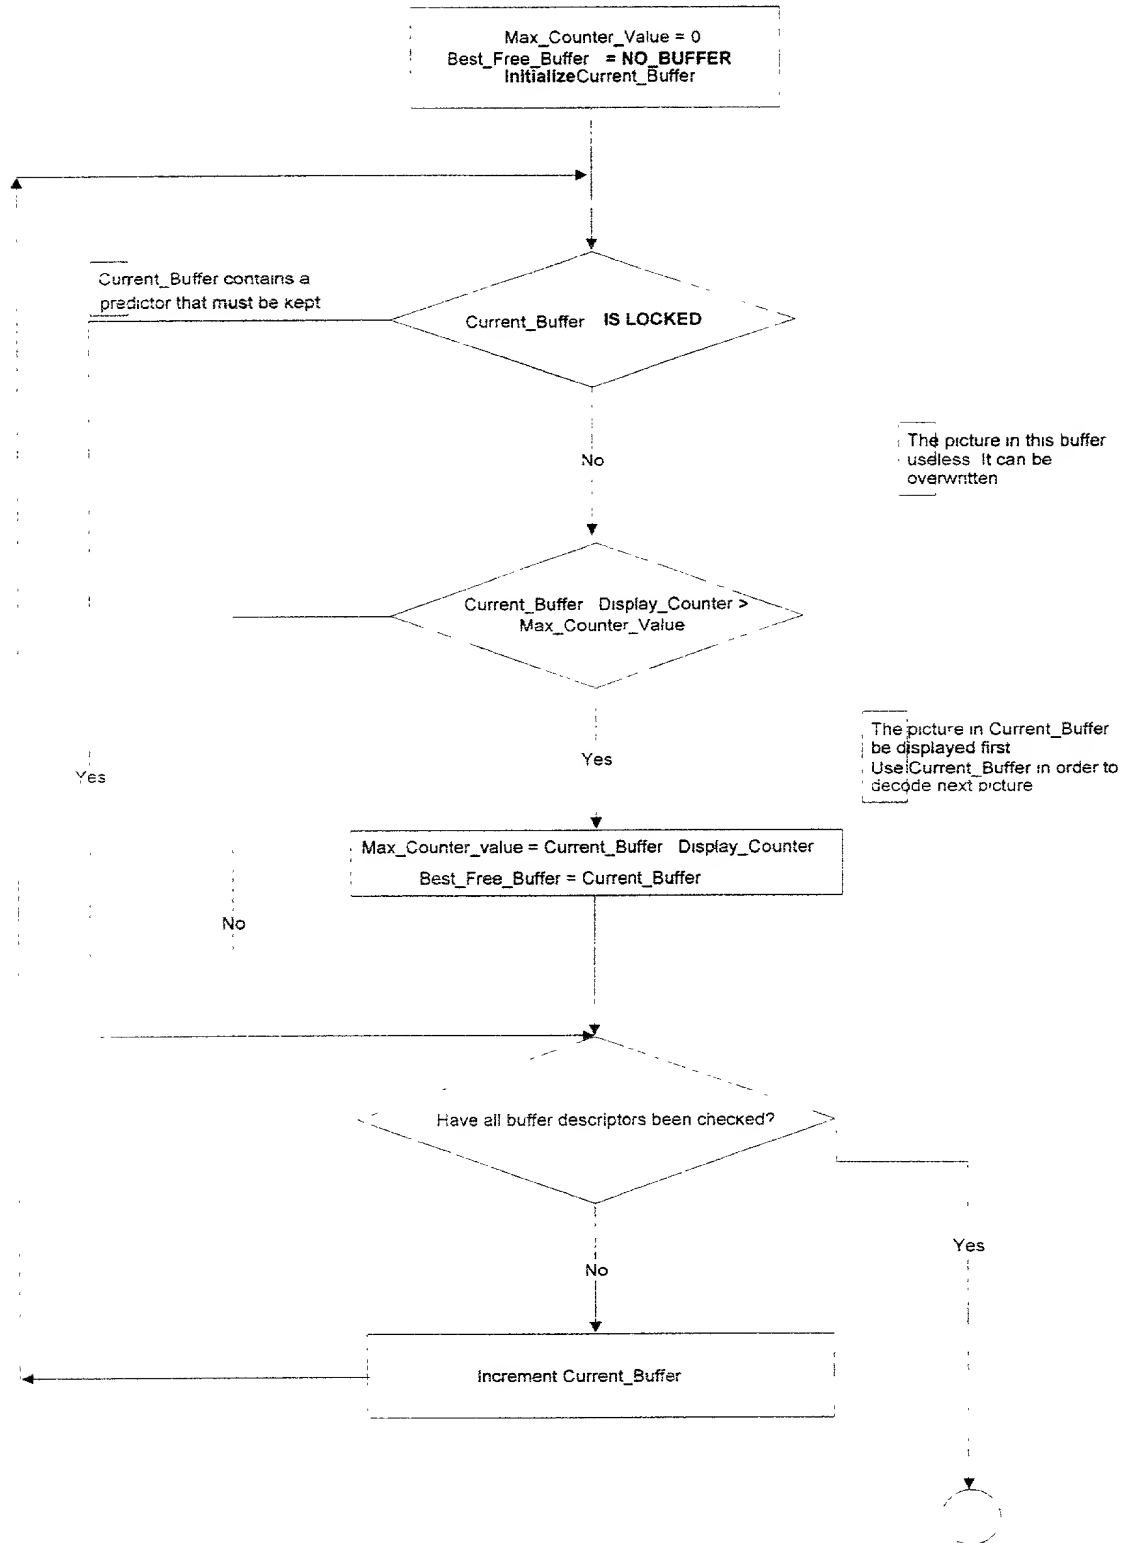 Max_Counter_Value = 0
Best_Free_Buffer = NO_BUFFER
InitializeCurrent_Buffer
Current_Buffer contains a
predictor that must be kept
Current_Buffer IS LOCKED
No
The picture in this buffer
useless It can be
overwritten
Current_Buffer Display_Counter >
Max_Counter_Value
Yes
The picture in Current_Buffer
be displayed first
Use Current_Buffer in order to
decode next picture
Yes
Max_Counter_value = Current_Buffer Display_Counter
Best_Free_Buffer = Current_Buffer
No
Have all buffer descriptors been checked?
Yes
No
Increment Current_Buffer